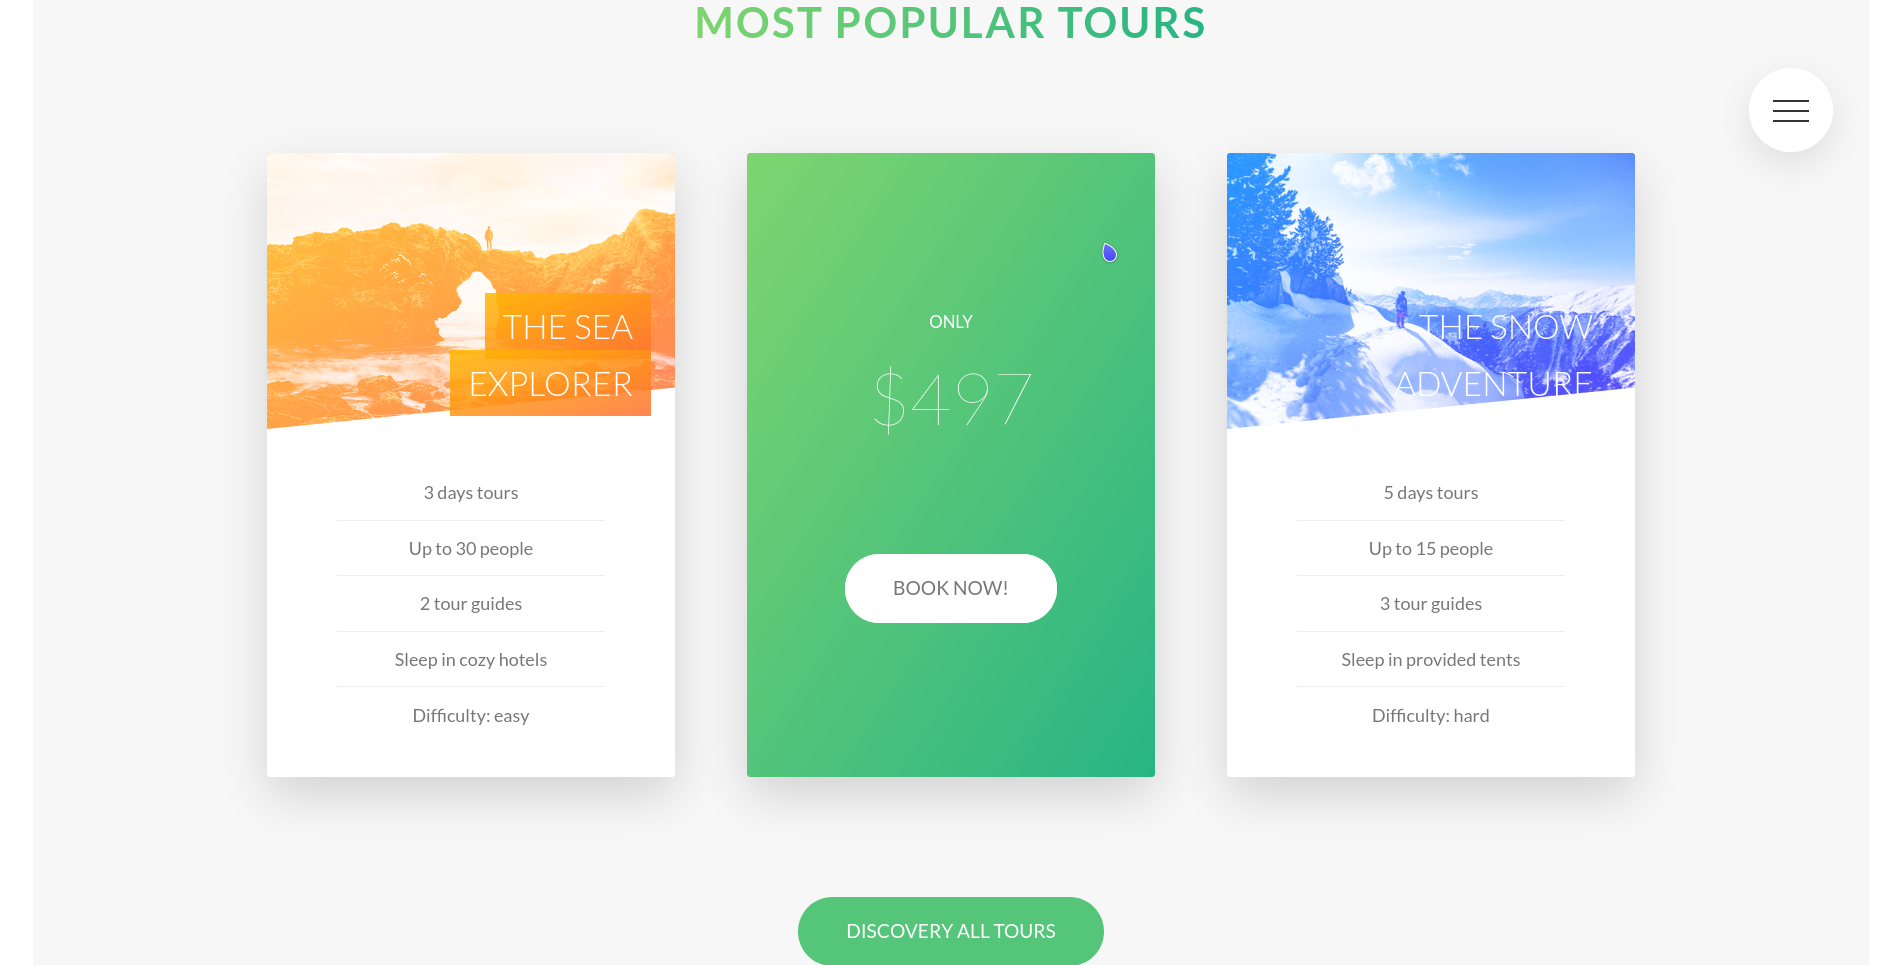 MOST POPULAR TOURS
THE SEA
EXPLORER
3 days tours
Up to 30 people
2 tour guides
Sleep in cozy hotels
Difficulty: easy
ONLY
$497
BOOK NOW!
THE SNOW
ADVENTURE
5 days tours
Up to 15 people
3 tour guides
Sleep in provided tents
Difficulty: hard
DISCOVERY ALL TOURS